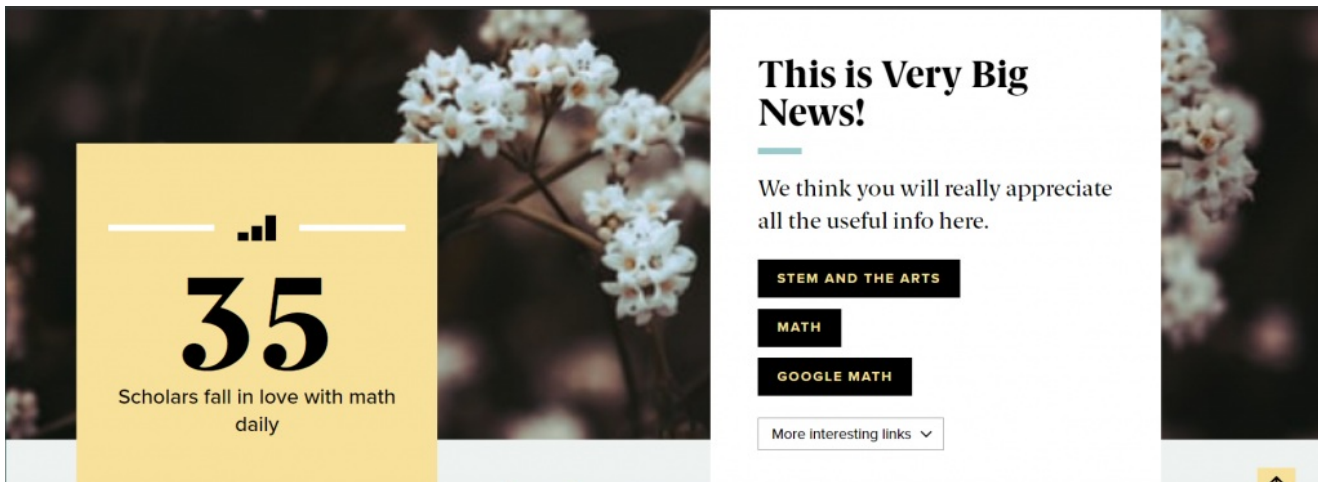 35
Scholars fall in love with math
daily
This is Very Big
News!
We think you will really appreciate
all the useful info here.
STEM AND THE ARTS
MATH
GOOGLE MATH
More interesting links